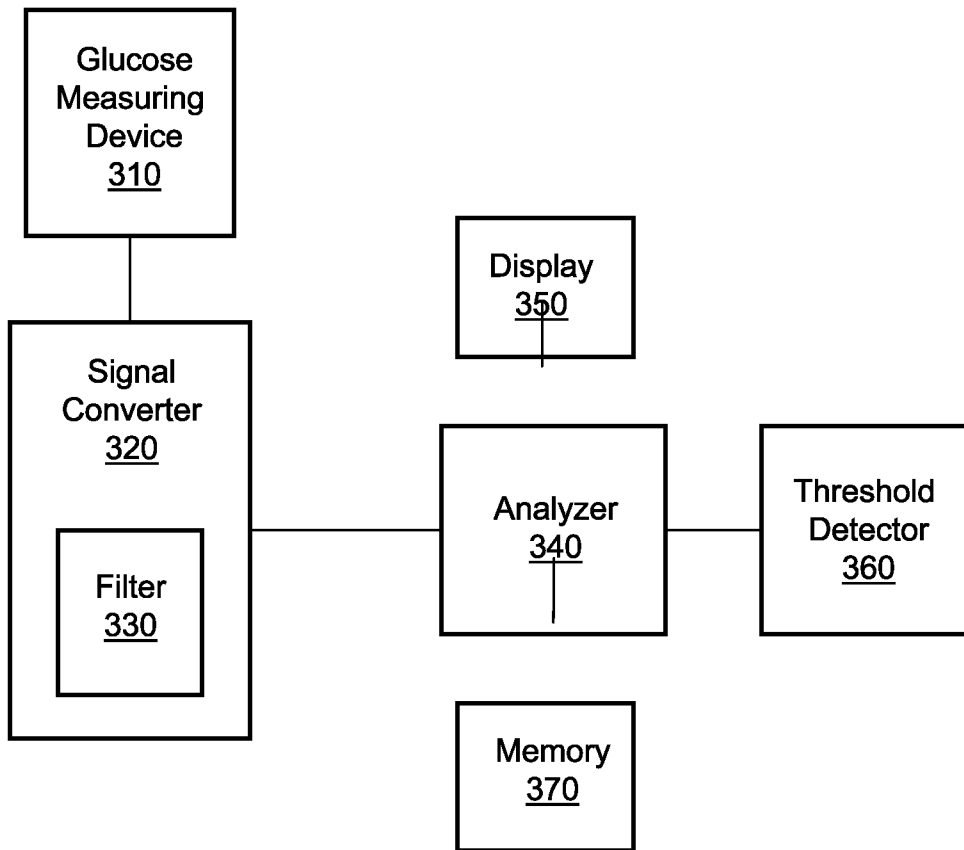 Glucose
Measuring
Device
310
Signal
Converter
320
Filter
330
Display
350
Analyzer
340
Threshold
Detector
360
Memory
370